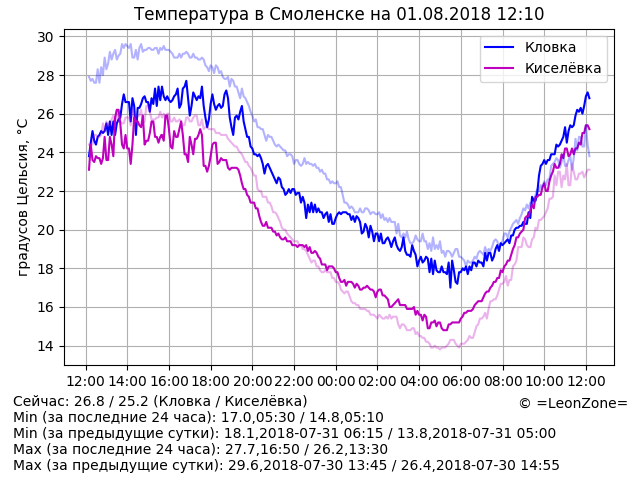 Температура в Смоленске на 01.08.2018 12:10
градусов Цельсия, °C
30
28
26
24
22
20
18
16
14
Кловка
Киселёвка
12:00 14:00 16:00 18:00 20:00 22:00 00:00 02:00 04:00 06:00 08:00 10:00 12:00
Сейчас: 26.8 / 25.2 (Кловка / Киселёвка)
© =LeonZone=
Min (за последние 24 часа): 17.0,05:30 / 14.8,05:10
Min (за предыдущие сутки): 18.1,2018-07-31 06:15 / 13.8,2018-07-31 05:00
Max (за последние 24 часа): 27.7,16:50 / 26.2,13:30
Max (за предыдущие сутки): 29.6,2018-07-30 13:45 / 26.4,2018-07-30 14:55